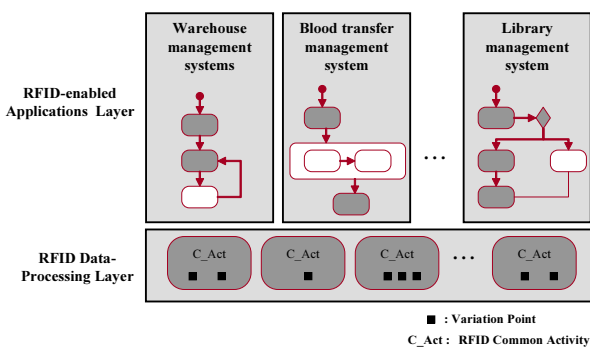 Warehouse
management
systems
Blood transfer
management
system
Library
management
system
RFID-enabled
Applications Layer
...
RFID Data-
Processing Layer
C_Act
C_Act
C_Act
...
C_Act
: Variation Point
C_Act : RFID Common Activity